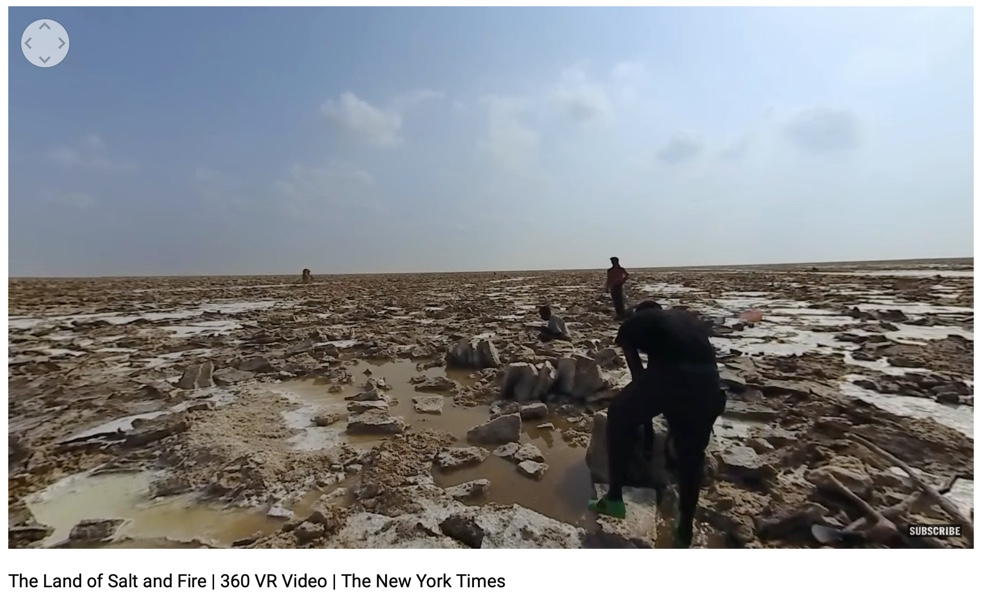 SUBSCRIBE
The Land of Salt and Fire | 360 VR Video | The New York Times